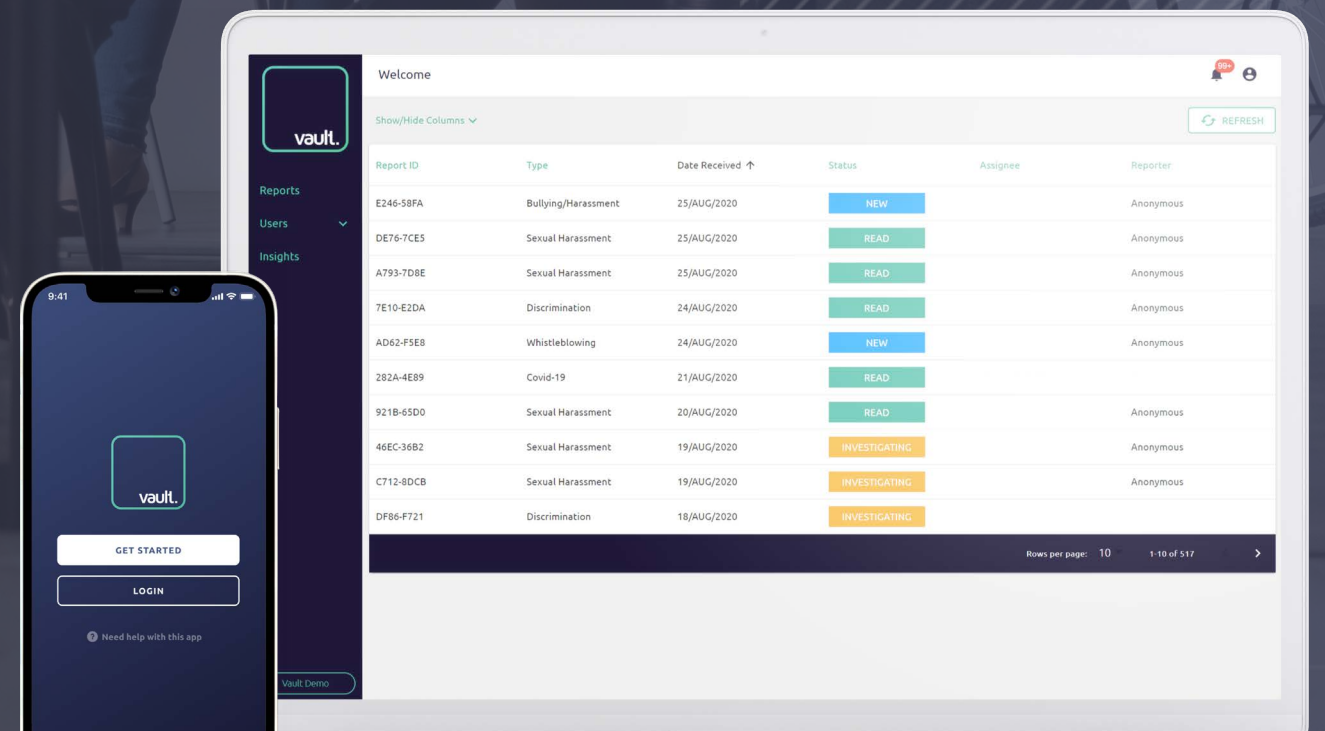 Welcome
99+
Show/Hide Columns
REFRESH
vault.
Reports
Users
Insights
Vault Demo
Report ID Type Date Received ↑ Status Assignee Reporter
E246-58FA Bullying/Harassment 25/AUG/2020 NEW Anonymous
DE76-7CE5 Sexual Harassment 25/AUG/2020 READ Anonymous
A793-7D8E Sexual Harassment 25/AUG/2020 READ Anonymous
7E10-E2DA Discrimination 24/AUG/2020 READ Anonymous
AD62-F5E8 Whistleblowing 24/AUG/2020 NEW Anonymous
282A-4E89 Covid-19 21/AUG/2020 READ
921B-65D0 Sexual Harassment 20/AUG/2020 READ Anonymous
46EC-36B2 Sexual Harassment 19/AUG/2020 INVESTIGATING Anonymous
C712-8DCB Sexual Harassment 19/AUG/2020 INVESTIGATING Anonymous
DF86-F721 Discrimination 18/AUG/2020 INVESTIGATING
Rows per page: 10 1-10 of 517
9:41
vault.
GET STARTED
LOGIN
? Need help with this app